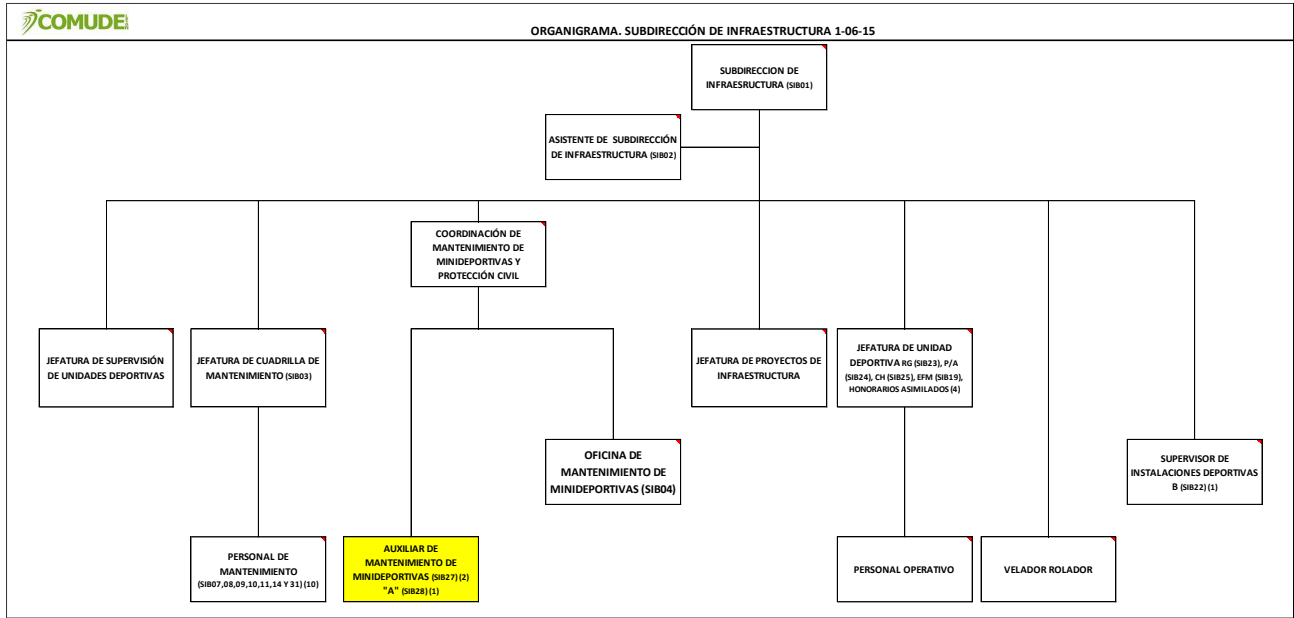 COMUDE
ORGANIGRAMA. SUBDIRECCIÓN DE INFRAESTRUCTURA 1-06-15
SUBDIRECCION DE
INFRAESRUCTURA (SIB01)
ASISTENTE DE SUBDIRECCIÓN
DE INFRAESTRUCTURA (SIB02)
COORDINACIÓN DE
MANTENIMIENTO DE
MINIDEPORTIVAS Y
PROTECCIÓN CIVIL
JEFATURA DE SUPERVISIÓN
DE UNIDADES DEPORTIVAS
JEFATURA DE CUADRILLA DE
MANTENIMIENTO (SIB03)
JEFATURA DE PROYECTOS DE
INFRAESTRUCTURA
JEFATURA DE UNIDAD
DEPORTIVA RG (SIB23), P/A
(SIB24), CH (SIB25), EFM (SIB19),
HONORARIOS ASIMILADOS (4)
OFICINA DE
MANTENIMIENTO DE
MINIDEPORTIVAS (SIB04)
SUPERVISOR DE
INSTALACIONES DEPORTIVAS
B (SIB22) (1)
PERSONAL DE
MANTENIMIENTO
(SIB07,08,09,10,11,14 Y 31) (10)
AUXILIAR DE
MANTENIMIENTO DE
MINIDEPORTIVAS (SIB27) (2)
"A" (SIB28) (1)
PERSONAL OPERATIVO
VELADOR ROLADOR